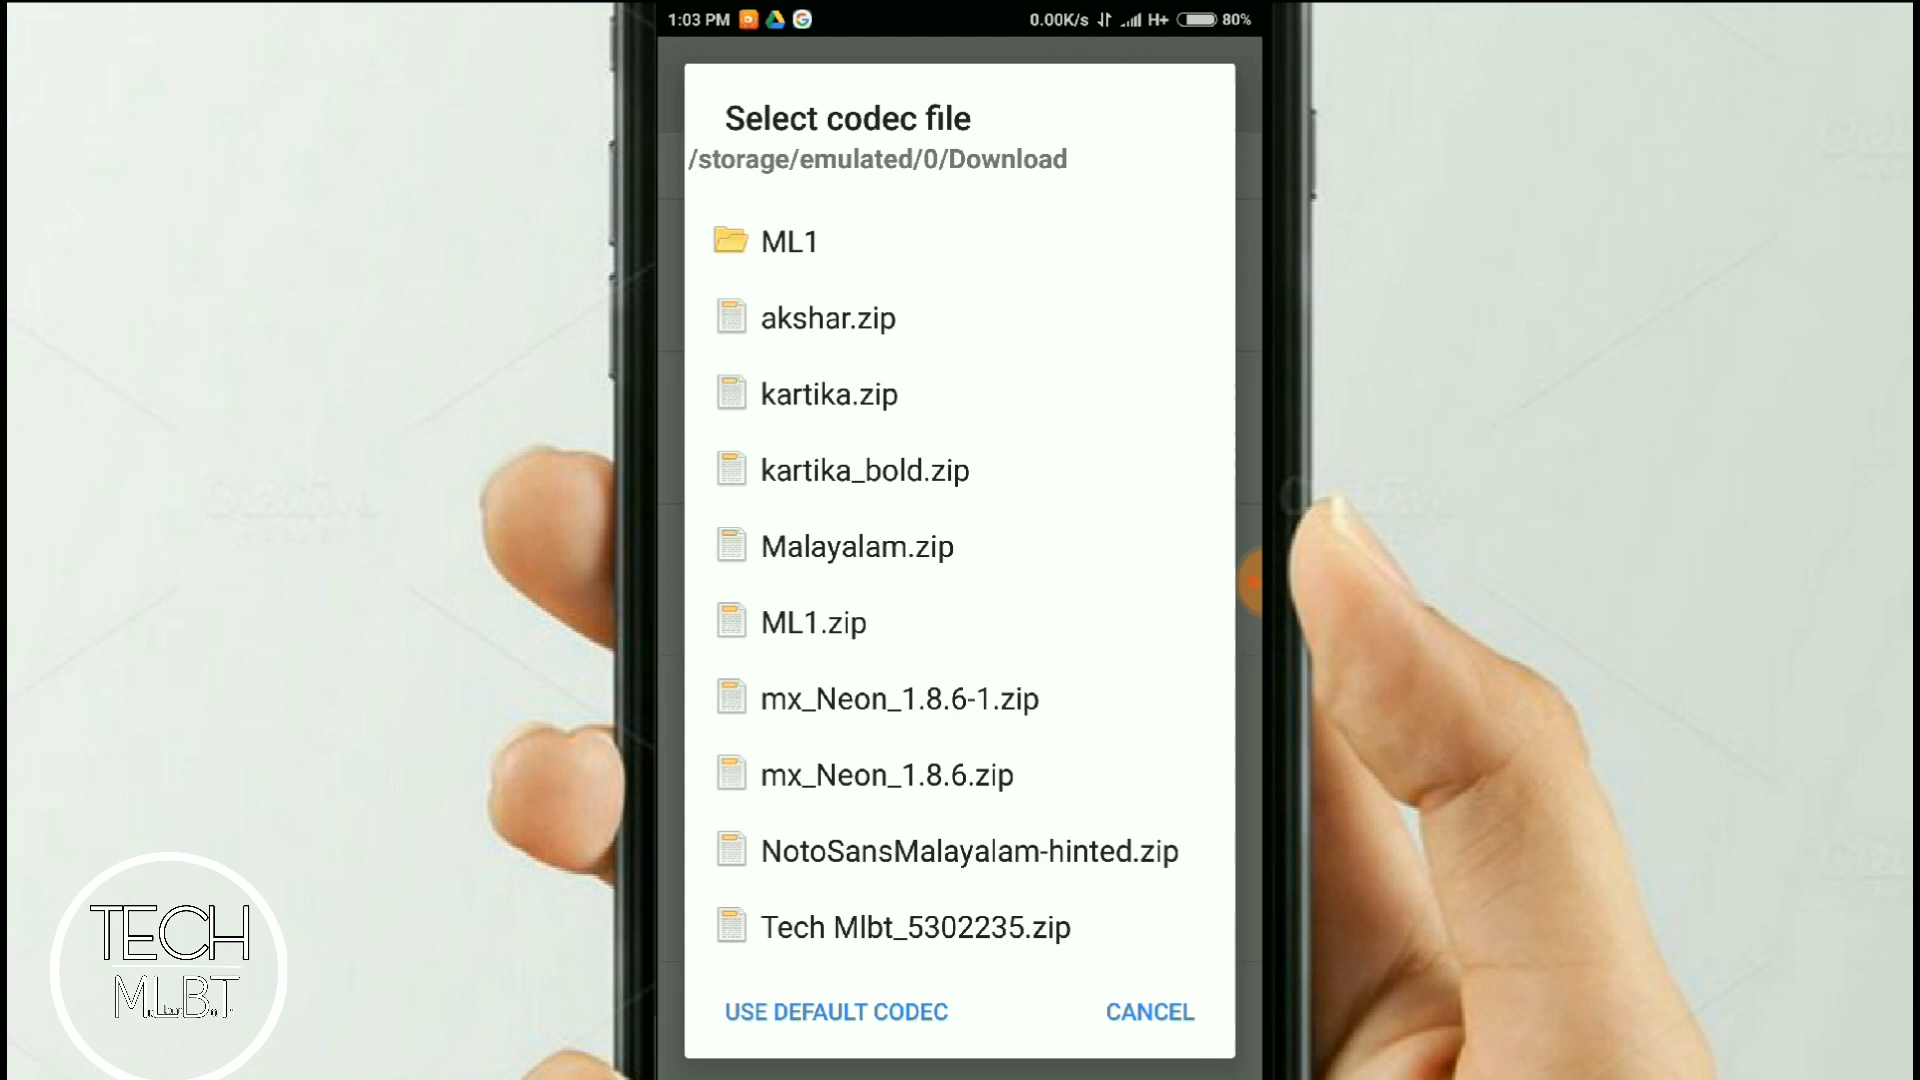 1:03 PM 0.00K/s H+ 80%
Select codec file
/storage/emulated/0/Download
ML1
akshar.zip
kartika.zip
kartika_bold.zip
Malayalam.zip
ML1.zip
mx_Neon_1.8.6-1.zip
mx_Neon_1.8.6.zip
NotoSansMalayalam-hinted.zip
Tech Mlbt_5302235.zip
USE DEFAULT CODEC CANCEL
TECH
MLBT